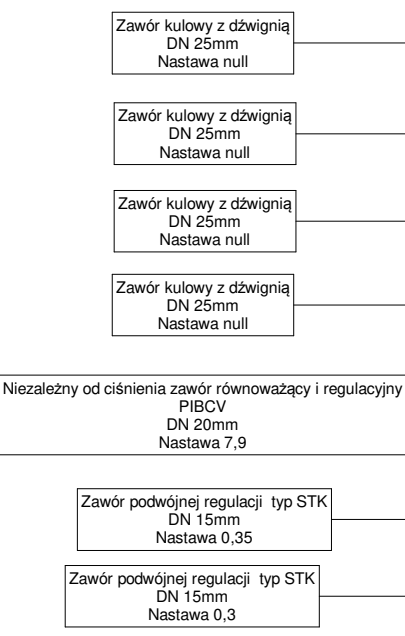 Zawór kulowy z dźwignią
DN 25mm
Nastawa null
Zawór kulowy z dźwignią
DN 25mm
Nastawa null
Zawór kulowy z dźwignią
DN 25mm
Nastawa null
Zawór kulowy z dźwignią
DN 25mm
Nastawa null
Niezależny od ciśnienia zawór równoważący i regulacyjny
PIBCV
DN 20mm
Nastawa 7,9
Zawór podwójnej regulacji  typ STK
DN 15mm
Nastawa 0,35
Zawór podwójnej regulacji  typ STK
DN 15mm
Nastawa 0,3